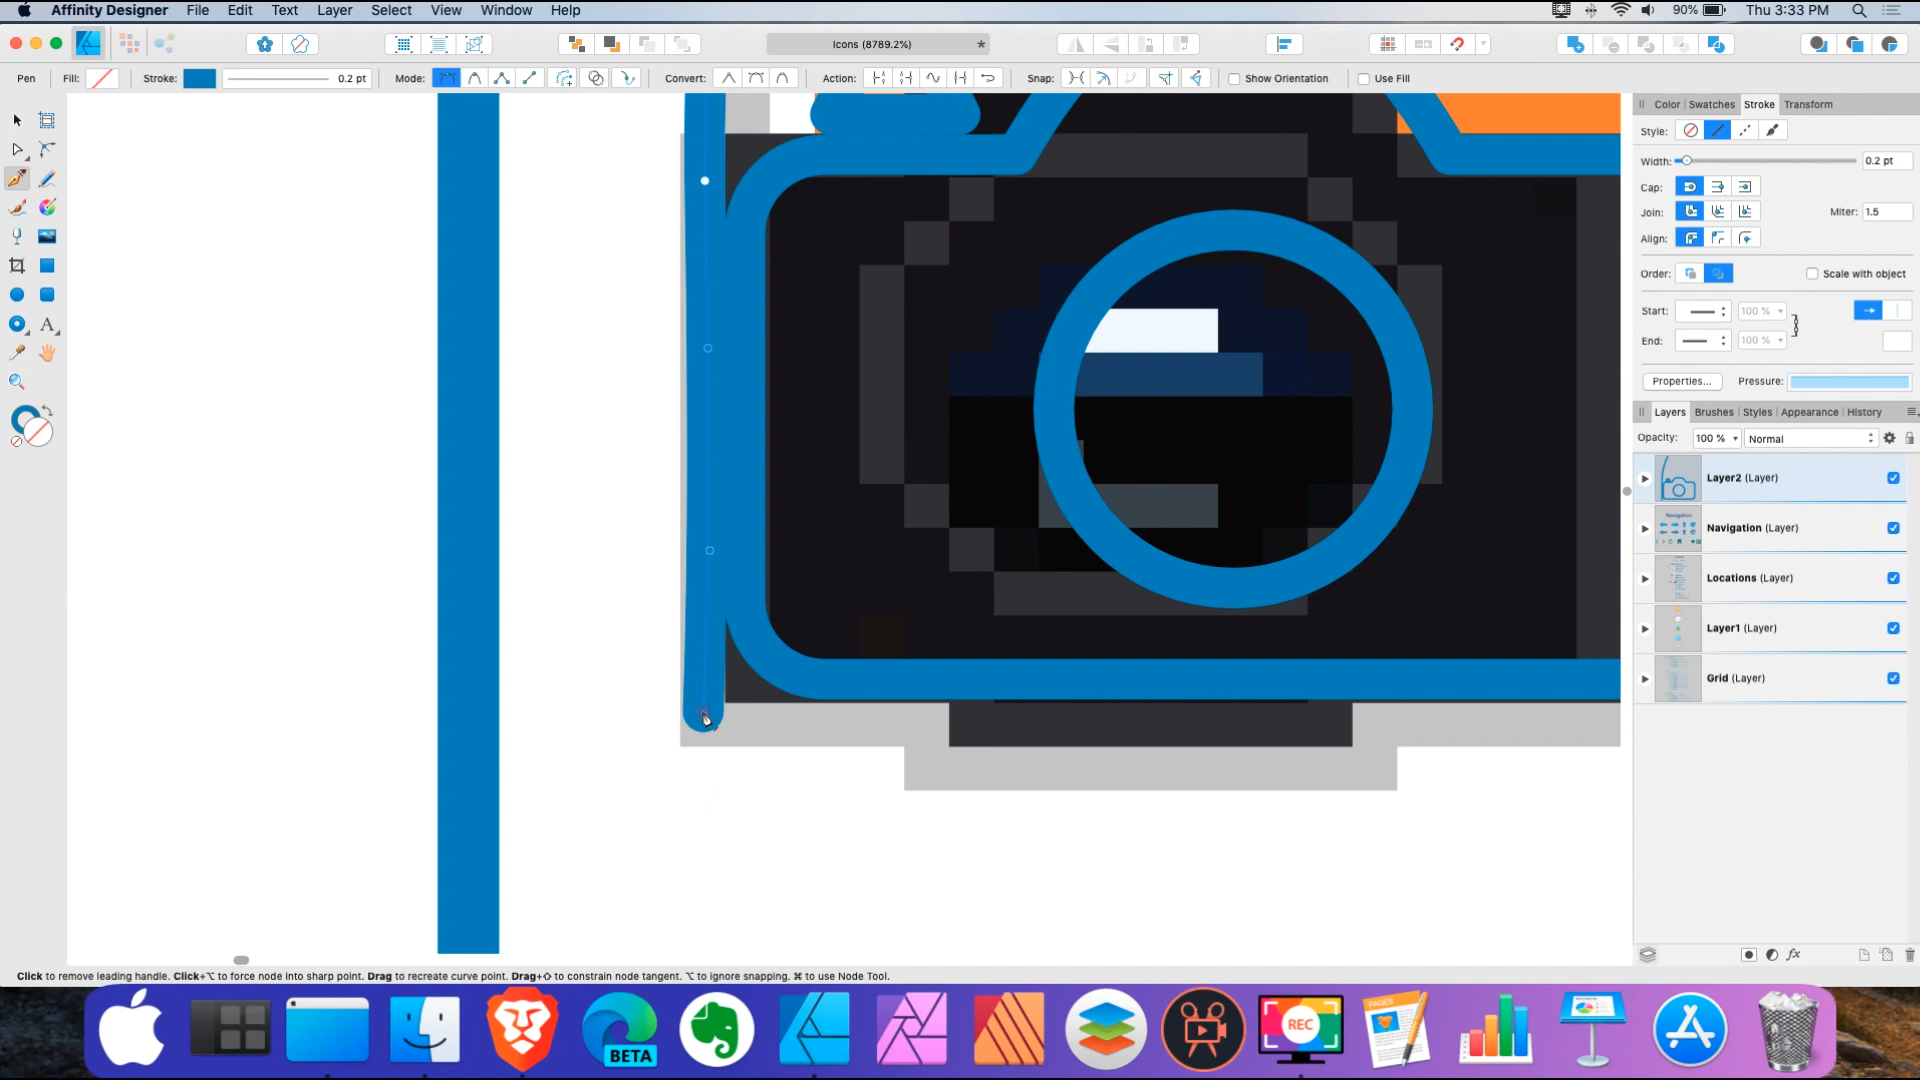 Affinity Designer File Edit Text Layer Select View Window Help 90% Thu 3:33 PM
Icons (8789.2%) *
Pen Fill: Stroke: 0.2 pt Mode: Convert: Action: Snap: Show Orientation Use Fill
Color Swatches Stroke Transform
Style:
Width: 0.2 pt
Cap:
Join: Miter: 1.5
Align:
Order: Scale with object
Start: 100 %
End: 100 %
Properties... Pressure:
Layers Brushes Styles Appearance History
Opacity: 100 % Normal
Layer2 (Layer)
Navigation
Navigation (Layer)
Locations (Layer)
Layer1 (Layer)
Grid (Layer)
fx
Click to remove leading handle. Click+⌥ to force node into sharp point. Drag to recreate curve point. Drag+⇧ to constrain node tangent. ⌥ to ignore snapping. ⌘ to use Node Tool.
BETA
REC
PAGES